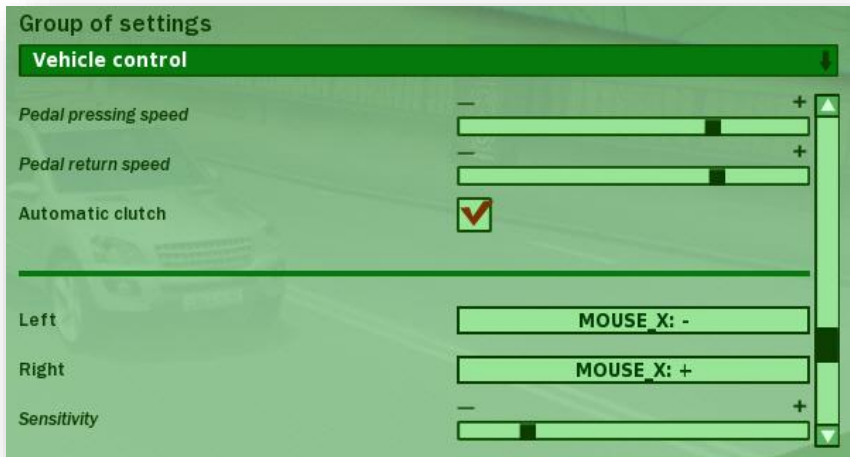 Group of settings
Vehicle control
Pedal pressing speed
— +
Pedal return speed
— +
Automatic clutch
Left MOUSE_X: -
Right MOUSE_X: +
Sensitivity
— +